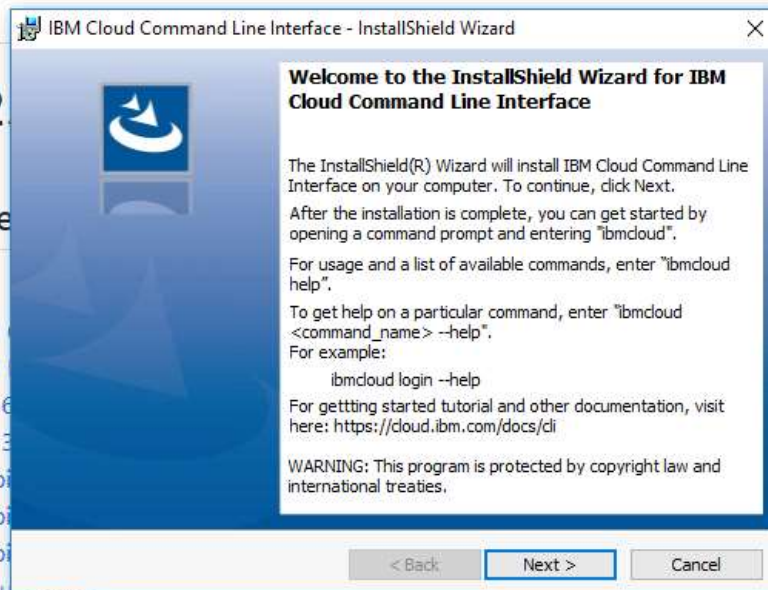 IBM Cloud Command Line Interface - InstallShield Wizard
Welcome to the InstallShield Wizard for IBM
Cloud Command Line Interface
The InstallShield(R) Wizard will install IBM Cloud Command Line
Interface on your computer. To continue, click Next.
After the installation is complete, you can get started by
opening a command prompt and entering "ibmcloud".
For usage and a list of available commands, enter “ibmcloud
help”.
To get help on a particular command, enter "ibmcloud
<command_name> --help".
For example:
ibmcloud login --help
For gettting started tutorial and other documentation, visit
here: https://cloud.ibm.com/docs/cli
WARNING: This program is protected by copyright law and
international treaties.
< Back
Next >
Cancel